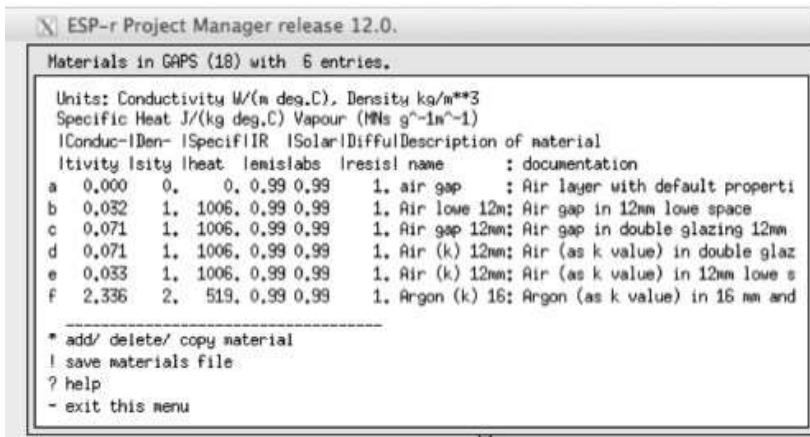 X ESP-r Project Manager release 12.0.
Materials in GAPS (18) with 6 entries.
Units: Conductivity W/(m deg.C), Density kg/m**3
Specific Heat J/(kg deg.C) Vapour (MNs g^-1m^-1)
|Conduc-|Den- |Specif|IR |Solar|Diffu|Description of material
|tivity |sity |heat |emis|abs |resis| name : documentation
a 0.000 0. 0. 0.99 0.99 1. air gap : Air layer with default properti
b 0.032 1. 1006. 0.99 0.99 1. Air lowe 12m: Air gap in 12mm lowe space
c 0.071 1. 1006. 0.99 0.99 1. Air gap 12mm: Air gap in double glazing 12mm
d 0.071 1. 1006. 0.99 0.99 1. Air (k) 12mm: Air (as k value) in double glaz
e 0.033 1. 1006. 0.99 0.99 1. Air (k) 12mm: Air (as k value) in 12mm lowe s
f 2.336 2. 519. 0.99 0.99 1. Argon (k) 16: Argon (as k value) in 16 mm and
* add/ delete/ copy material
! save materials file
? help
- exit this menu